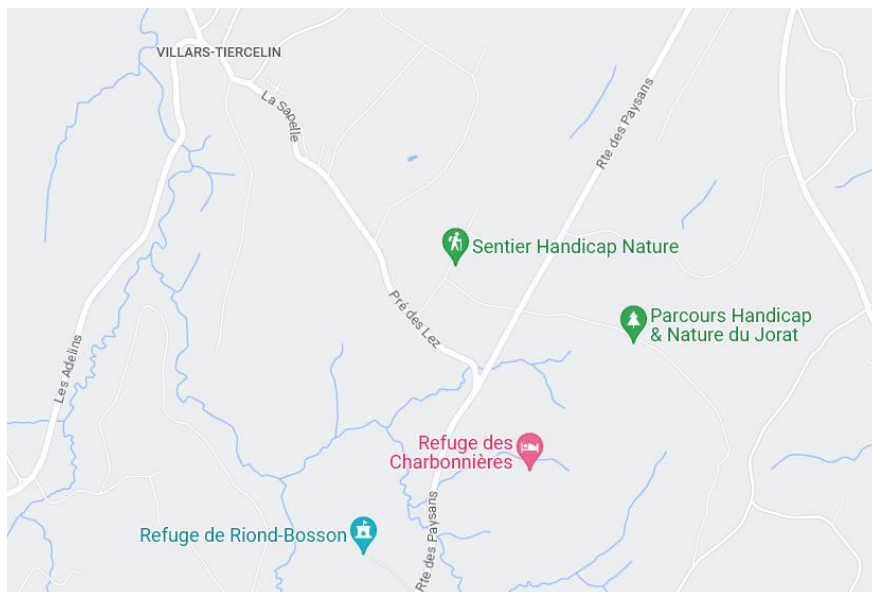 VILLARS-TIERCELIN
La Sapelle
Rte des Paysans
Sentier Handicap Nature
Pré des Lez
Parcours Handicap
& Nature du Jorat
Les Adelins
Refuge des
Charbonnières
Rte des Paysans
Refuge de Riond-Bosson